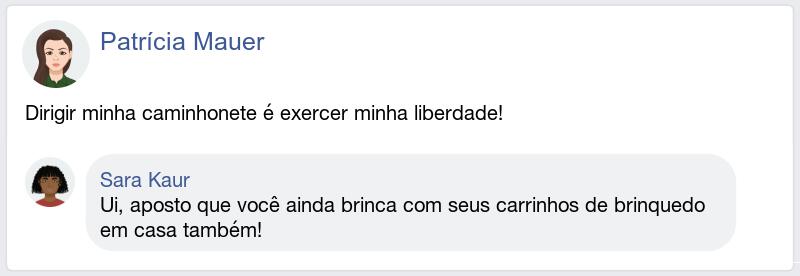 Patrícia Mauer
Dirigir minha caminhonete é exercer minha liberdade!
Sara Kaur
Ui, aposto que você ainda brinca com seus carrinhos de brinquedo
em casa também!